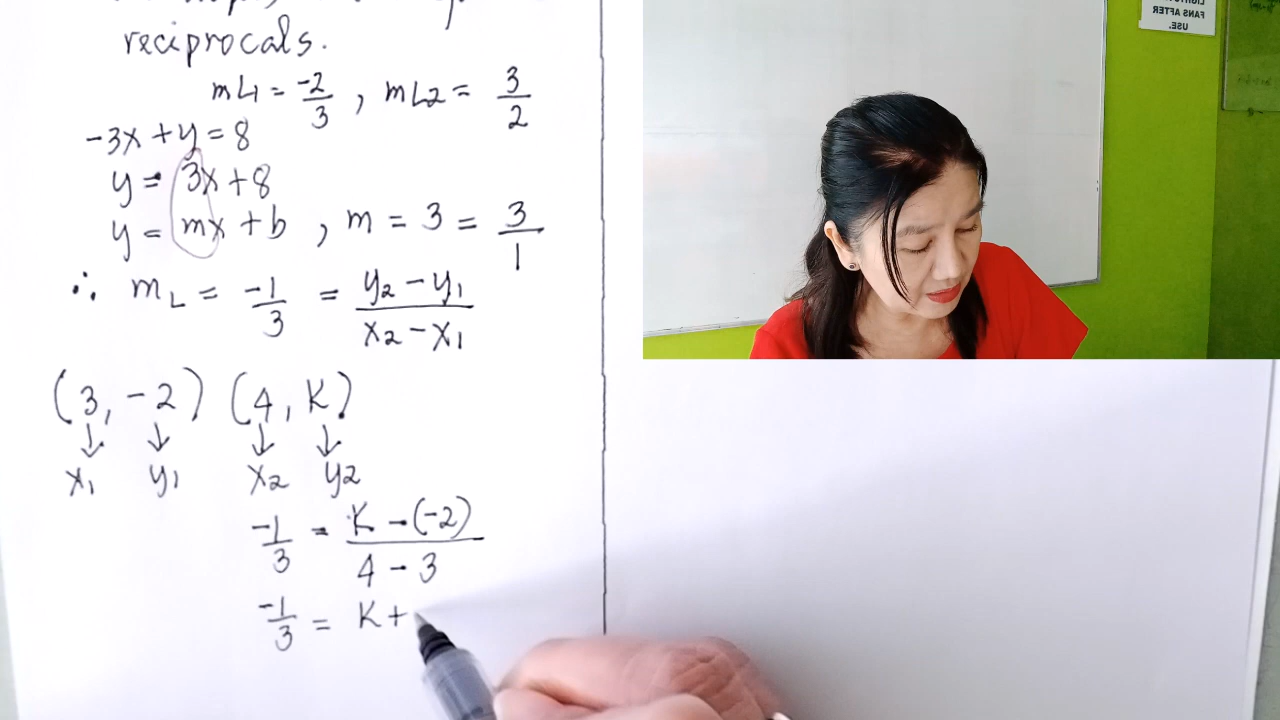 reciprocals.
mL1 = -2/3 , mL2 = 3/2
-3x + y = 8
y = 3x + 8
y = mx + b , m = 3 = 3/1
∴ mL = -1/3 = y2 - y1 / x2 - x1
(3, -2) (4, K)
↓ ↓ ↓ ↓
x1 y1 x2 y2
-1/3 = K - (-2) / 4 - 3
-1/3 = K +
FANS AFTER
USE.